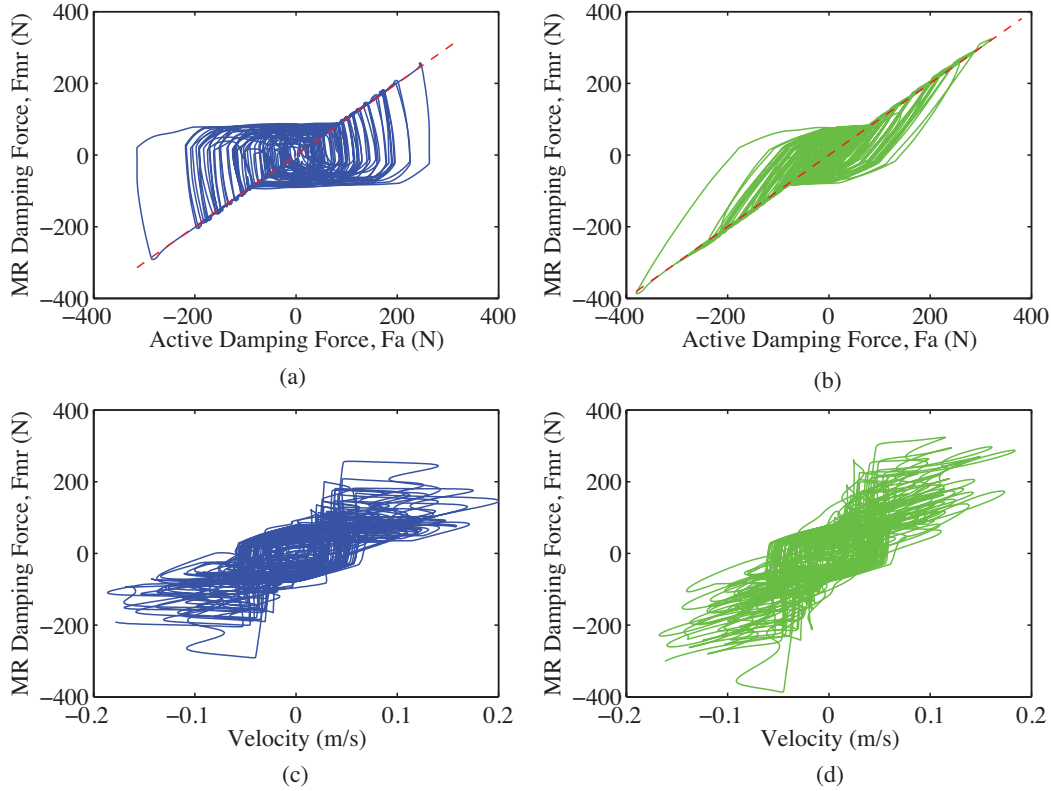 400
200
0
−200
−400
MR Damping Force, Fmr (N)
−400 −200 0 200 400
Active Damping Force, Fa (N)
(a)
400
200
0
−200
−400
MR Damping Force, Fmr (N)
−400 −200 0 200 400
Active Damping Force, Fa (N)
(b)
400
200
0
−200
−400
MR Damping Force, Fmr (N)
−0.2 −0.1 0 0.1 0.2
Velocity (m/s)
(c)
400
200
0
−200
−400
MR Damping Force, Fmr (N)
−0.2 −0.1 0 0.1 0.2
Velocity (m/s)
(d)